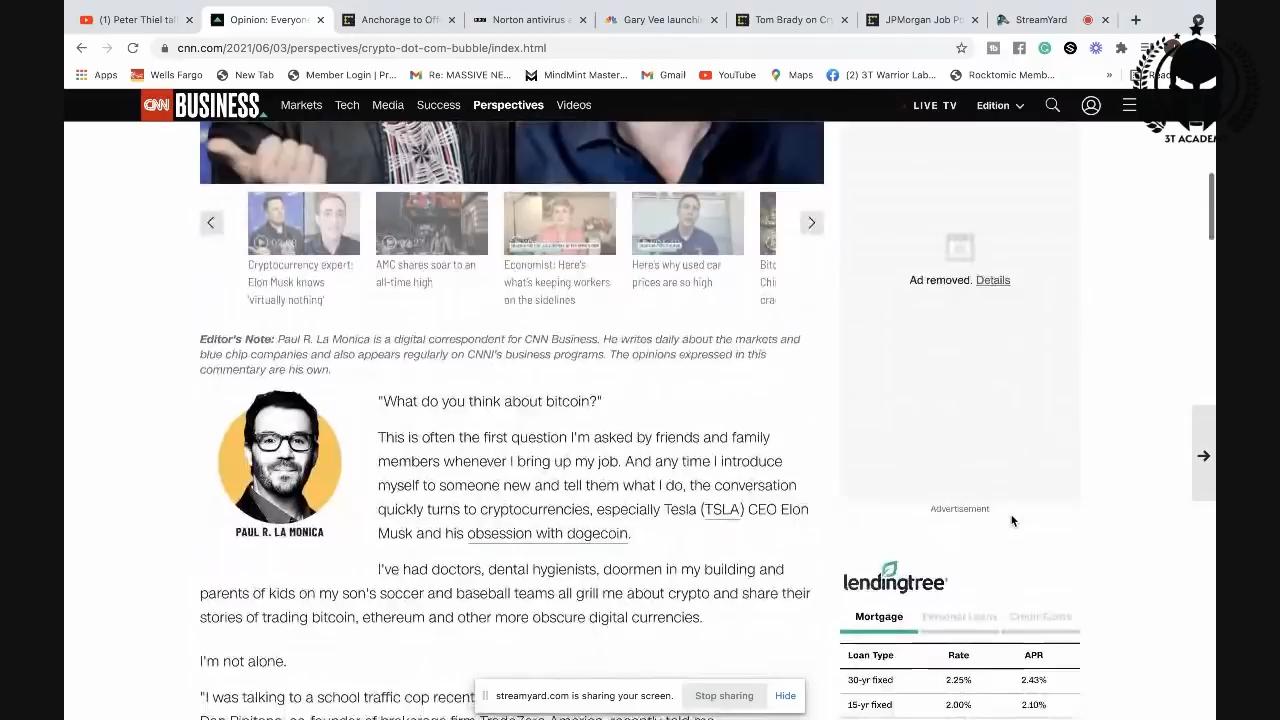 (1) Peter Thiel tal
Opinion: Everyone
Anchorage to Off
Norton antivirus a
Gary Vee launchi
Tom Brady on Cr
JPMorgan Job Po
StreamYard
cnn.com/2021/06/03/perspectives/crypto-dot-com-bubble/index.html
Apps
Wells Fargo
New Tab
Member Login | Pr...
Re: MASSIVE NE...
MindMint Master...
Gmail
YouTube
Maps
(2) 3T Warrior Lab...
Rocktomic Memb...
»
3T ACADEM
CNN BUSINESS
Markets
Tech
Media
Success
Perspectives
Videos
LIVE TV
Edition
Cryptocurrency expert:
Elon Musk knows
'virtually nothing'
AMC shares soar to an
all-time high
Economist: Here's
what's keeping workers
on the sidelines
Here's why used car
prices are so high
Bitc
Chi
cra
Ad removed. Details
Advertisement
Editor's Note: Paul R. La Monica is a digital correspondent for CNN Business. He writes daily about the markets and
blue chip companies and also appears regularly on CNNI's business programs. The opinions expressed in this
commentary are his own.
PAUL R. LA MONICA
"What do you think about bitcoin?"
This is often the first question I'm asked by friends and family
members whenever I bring up my job. And any time I introduce
myself to someone new and tell them what I do, the conversation
quickly turns to cryptocurrencies, especially Tesla (TSLA) CEO Elon
Musk and his obsession with dogecoin.
I've had doctors, dental hygienists, doormen in my building and
parents of kids on my son's soccer and baseball teams all grill me about crypto and share their
stories of trading bitcoin, ethereum and other more obscure digital currencies.
I'm not alone.
"I was talking to a school traffic cop recent
lendingtree
Mortgage
Personal Loans
Credit Cards
Loan Type Rate APR
30-yr fixed 2.25% 2.43%
15-yr fixed 2.00% 2.10%
streamyard.com is sharing your screen.
Stop sharing
Hide